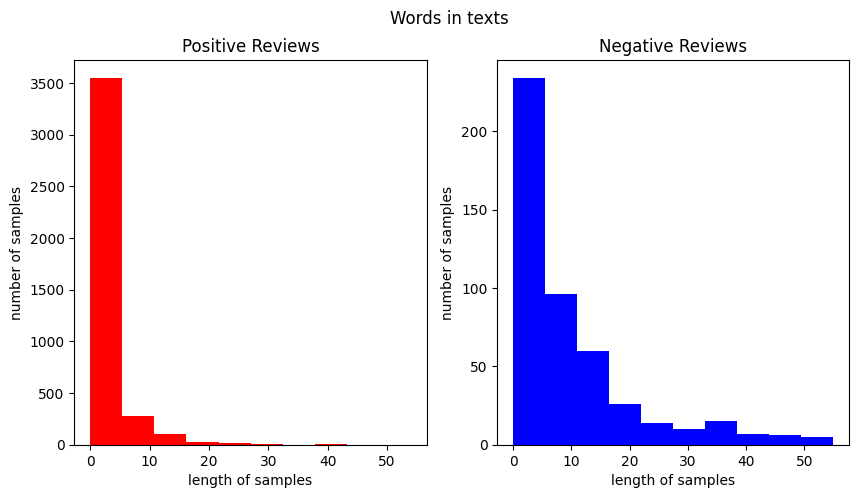 Words in texts
Positive Reviews
number of samples
3500
3000
2500
2000
1500
1000
500
0
0 10 20 30 40 50
length of samples
Negative Reviews
number of samples
200
150
100
50
0
0 10 20 30 40 50
length of samples